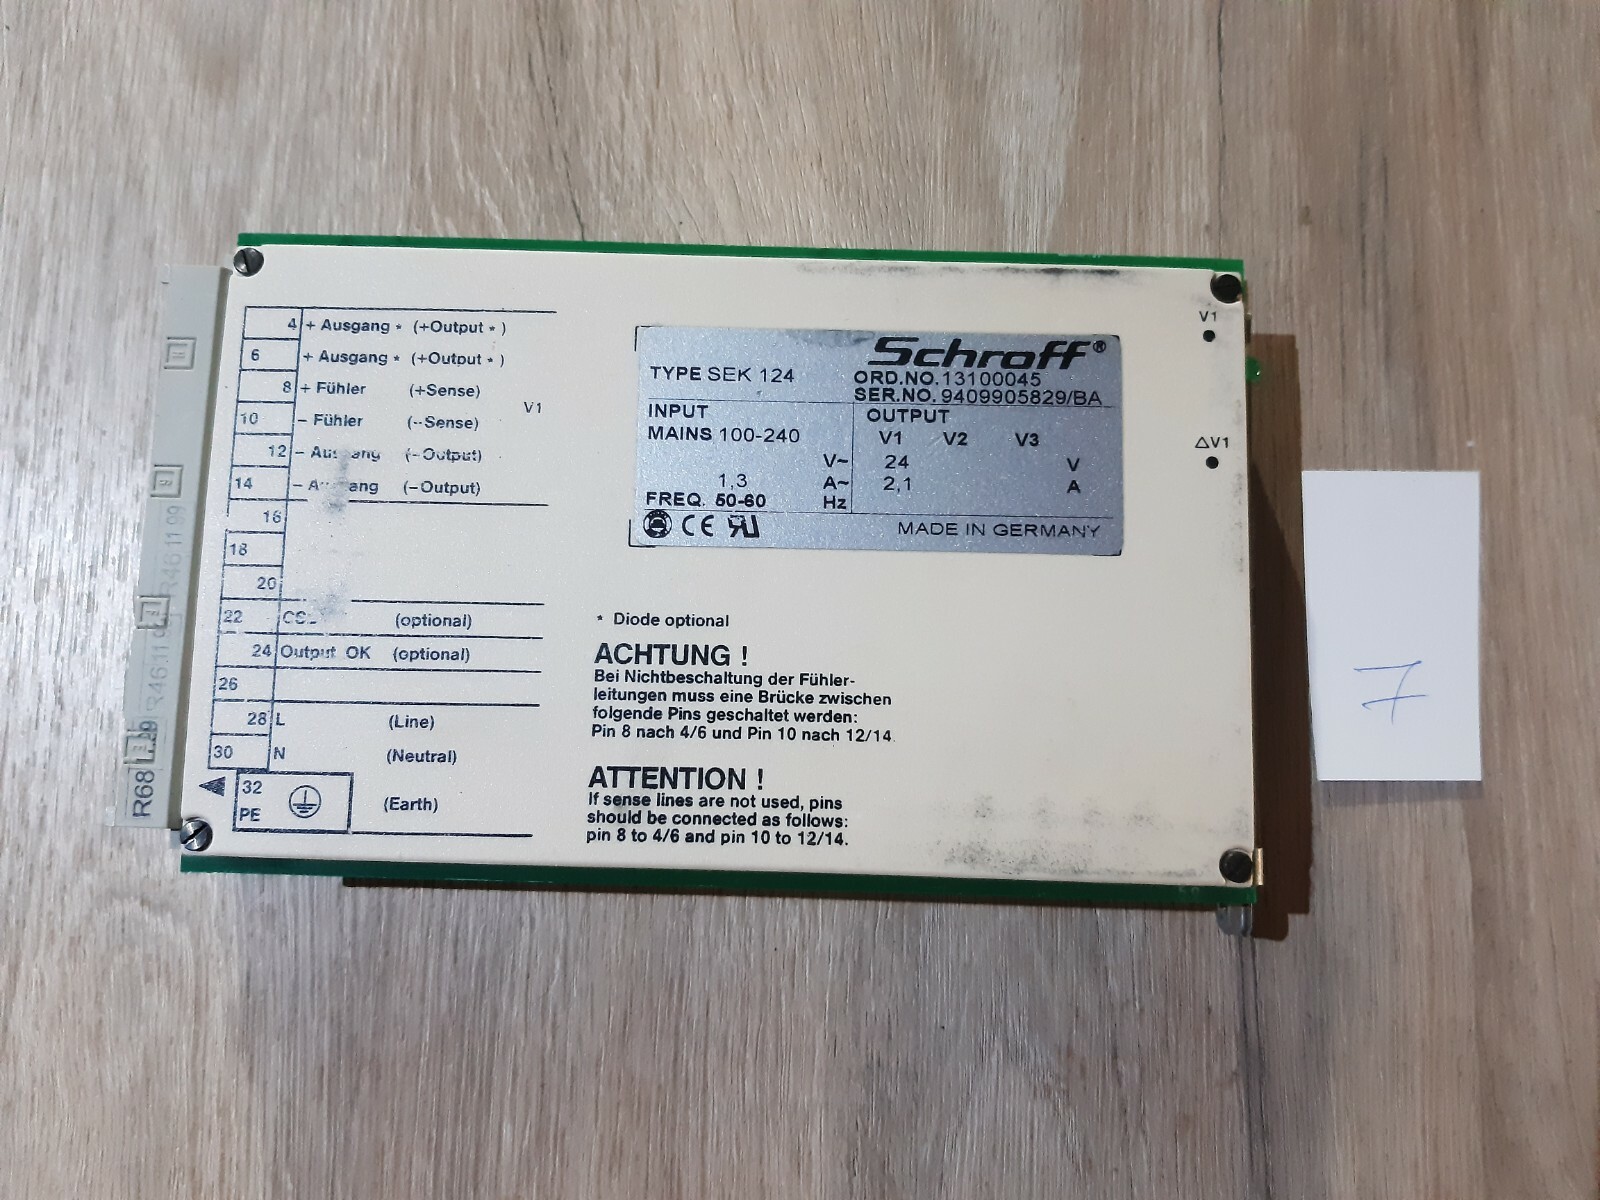 4 + Ausgang * (+Output * )
6 + Ausgang * (+Output * )
8 + Fühler (+Sense)
10 - Fühler (-Sense)
V1
12 - (-Output)
14 - (-Output)
16
18
20
22 (optional)
24 Output OK (optional)
26
28 L (Line)
30 N (Neutral)
32
PE (Earth)
Schroff®
TYPE SEK 124
ORD.NO.13100045
SER.NO.9409905829/BA
INPUT
MAINS 100-240
V~
1,3 A~
FREQ. 50-60 Hz
OUTPUT
V1 V2 V3
24 V
2,1 A
CE
MADE IN GERMANY
* Diode optional
ACHTUNG !
Bei Nichtbeschaltung der Fühler-
leitungen muss eine Brücke zwischen
folgende Pins geschaltet werden:
Pin 8 nach 4/6 und Pin 10 nach 12/14.
ATTENTION !
If sense lines are not used, pins
should be connected as follows:
pin 8 to 4/6 and pin 10 to 12/14.
V1
△V1
R68
7